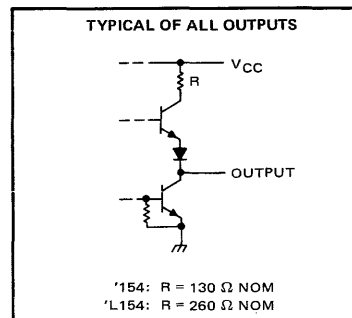 TYPICAL OF ALL OUTPUTS
VCC
R
OUTPUT
'154: R = 130 Ω NOM
'L154: R = 260 Ω NOM